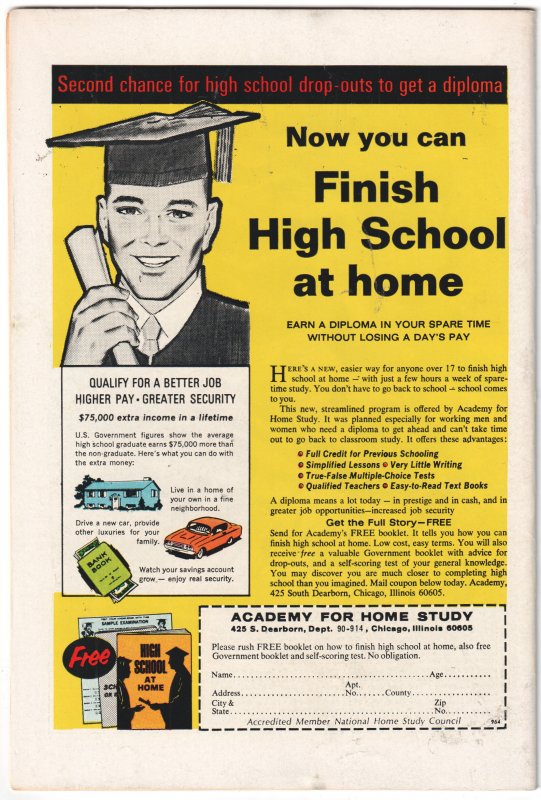 Second chance for high school drop-outs to get a diploma
Now you can
Finish
High School
at home
EARN A DIPLOMA IN YOUR SPARE TIME
WITHOUT LOSING A DAY'S PAY
HERE'S A NEW, easier way for anyone over 17 to finish high
school at home — with just a few hours a week of spare-
time study. You don't have to go back to school — school comes
to you.
This new, streamlined program is offered by Academy for
Home Study. It was planned especially for working men and
women who need a diploma to get ahead and can't take time
out to go back to classroom study. It offers these advantages:
• Full Credit for Previous Schooling
• Simplified Lessons • Very Little Writing
• True-False Multiple-Choice Tests
• Qualified Teachers • Easy-to-Read Text Books
A diploma means a lot today – in prestige and in cash, and in
greater job opportunities—increased job security
Get the Full Story—FREE
Send for Academy's FREE booklet. It tells you how you can
finish high school at home. Low cost, easy terms. You will also
receive free a valuable Government booklet with advice for
drop-outs, and a self-scoring test of your general knowledge.
You may discover you are much closer to completing high
school than you imagined. Mail coupon below today. Academy,
425 South Dearborn, Chicago, Illinois 60605.
QUALIFY FOR A BETTER JOB
HIGHER PAY • GREATER SECURITY
$75,000 extra income in a lifetime
U.S. Government figures show the average
high school graduate earns $75,000 more than
the non-graduate. Here's what you can do with
the extra money:
Live in a home of
your own in a fine
neighborhood.
Drive a new car, provide
other luxuries for your
family.
BANK
BOOK
Watch your savings account
grow — enjoy real security.
SAMPLE EXAMINATION
Free
HIGH
SCHOOL
AT
HOME
ACADEMY FOR HOME STUDY
425 S. Dearborn, Dept. 90-914, Chicago, Illinois 60605
Please rush FREE booklet on how to finish high school at home, also free
Government booklet and self-scoring test. No obligation.
Name Age
Apt.
Address No. County
City & Zip
State No.
Accredited Member National Home Study Council 964